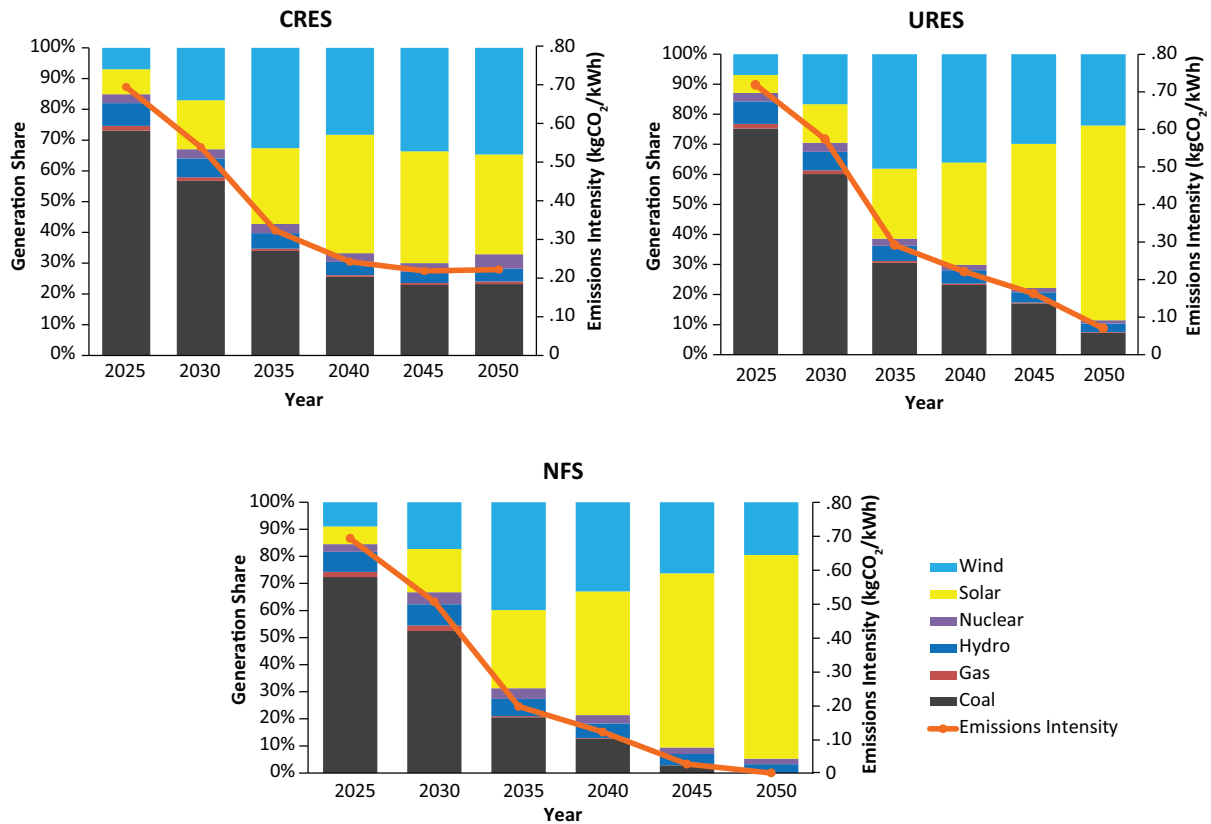 CRES
100%
90%
80%
70%
60%
50%
40%
30%
20%
10%
0%
Generation Share
.80
.70
.60
.50
.40
.30
.20
.10
0
Emissions Intensity (kgCO₂/kWh)
2025 2030 2035 2040 2045 2050
Year
URES
100%
90%
80%
70%
60%
50%
40%
30%
20%
10%
0%
Generation Share
.80
.70
.60
.50
.40
.30
.20
.10
0
Emissions Intensity (kgCO₂/kWh)
2025 2030 2035 2040 2045 2050
Year
NFS
100%
90%
80%
70%
60%
50%
40%
30%
20%
10%
0%
Generation Share
.80
.70
.60
.50
.40
.30
.20
.10
0
Emissions Intensity (kgCO₂/kWh)
2025 2030 2035 2040 2045 2050
Year
Wind
Solar
Nuclear
Hydro
Gas
Coal
Emissions Intensity